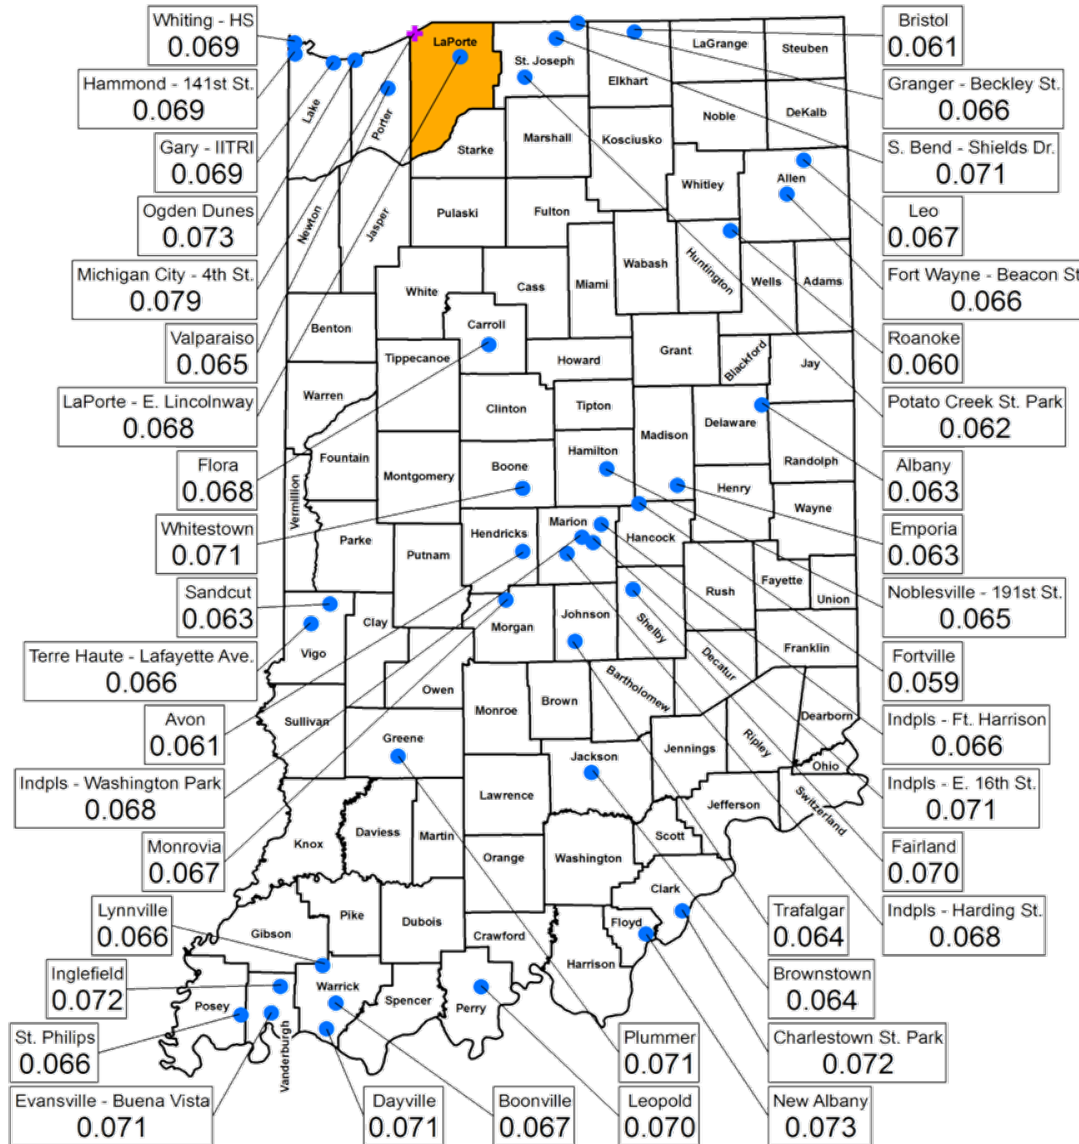 Whiting - HS
0.069
Hammond - 141st St.
0.069
Gary - IITRI
0.069
Ogden Dunes
0.073
Michigan City - 4th St.
0.079
Valparaiso
0.065
LaPorte - E. Lincolnway
0.068
Flora
0.068
Whitestown
0.071
Sandcut
0.063
Terre Haute - Lafayette Ave.
0.066
Avon
0.061
Indpls - Washington Park
0.068
Monrovia
0.067
Lynnville
0.066
Inglefield
0.072
St. Philips
0.066
Evansville - Buena Vista
0.071
Dayville
0.071
Boonville
0.067
Leopold
0.070
Plummer
0.071
New Albany
0.073
Charlestown St. Park
0.072
Brownstown
0.064
Trafalgar
0.064
Indpls - Harding St.
0.068
Fairland
0.070
Indpls - E. 16th St.
0.071
Indpls - Ft. Harrison
0.066
Fortville
0.059
Noblesville - 191st St.
0.065
Emporia
0.063
Albany
0.063
Potato Creek St. Park
0.062
Roanoke
0.060
Fort Wayne - Beacon St
0.066
Leo
0.067
S. Bend - Shields Dr.
0.071
Granger - Beckley St.
0.066
Bristol
0.061
Lake
Porter
LaPorte
St. Joseph
Elkhart
LaGrange
Steuben
Noble
DeKalb
Starke
Marshall
Kosciusko
Whitley
Allen
Newton
Jasper
Pulaski
Fulton
Wabash
Huntington
Wells
Adams
White
Cass
Miami
Benton
Carroll
Tippecanoe
Howard
Grant
Blackford
Jay
Warren
Clinton
Tipton
Madison
Delaware
Randolph
Fountain
Montgomery
Boone
Hamilton
Henry
Wayne
Vermillion
Parke
Putnam
Hendricks
Marion
Hancock
Rush
Fayette
Union
Vigo
Clay
Morgan
Johnson
Shelby
Decatur
Franklin
Owen
Monroe
Brown
Bartholomew
Dearborn
Sullivan
Greene
Jackson
Jennings
Ripley
Ohio
Switzerland
Jefferson
Lawrence
Knox
Daviess
Martin
Orange
Washington
Scott
Clark
Floyd
Harrison
Gibson
Pike
Dubois
Crawford
Posey
Vanderburgh
Warrick
Spencer
Perry